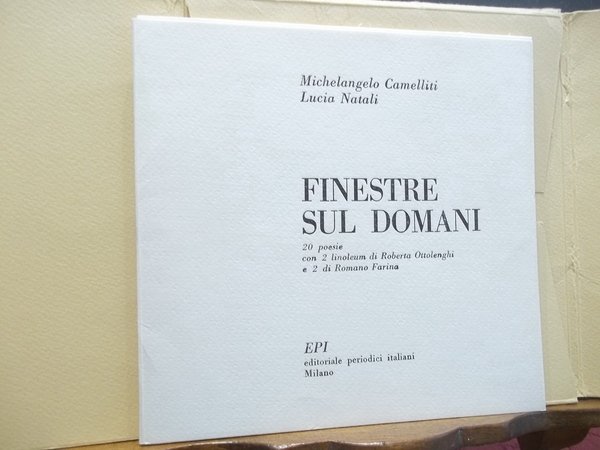 Michelangelo Camelliti
Lucia Natali
FINESTRE
SUL DOMANI
20 poesie
con 2 linoleum di Roberta Ottolenghi
e 2 di Romano Farina
EPI
editoriale periodici italiani
Milano